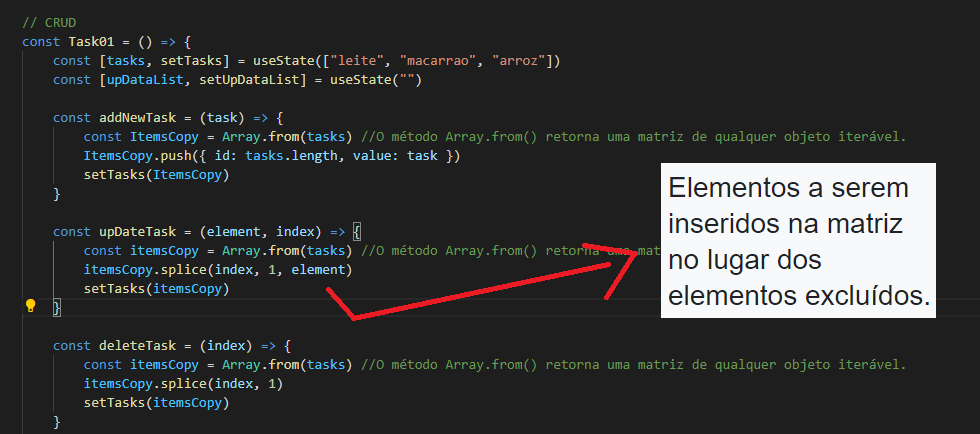 // CRUD
const Task01 = () => {
const [tasks, setTasks] = useState(["leite", "macarrao", "arroz"])
const [upDataList, setUpDataList] = useState("")
const addNewTask = (task) => {
const ItemsCopy = Array.from(tasks) //O método Array.from() retorna uma matriz de qualquer objeto iterável.
ItemsCopy.push({ id: tasks.length, value: task })
setTasks(ItemsCopy)
}
const upDateTask = (element, index) => {
const itemsCopy = Array.from(tasks) //O método Array.from() retorna uma mat
itemsCopy.splice(index, 1, element)
setTasks(itemsCopy)
}
Elementos a serem
inseridos na matriz
no lugar dos
elementos excluídos.
const deleteTask = (index) => {
const itemsCopy = Array.from(tasks) //O método Array.from() retorna uma matriz de qualquer objeto iterável.
itemsCopy.splice(index, 1)
setTasks(itemsCopy)
}